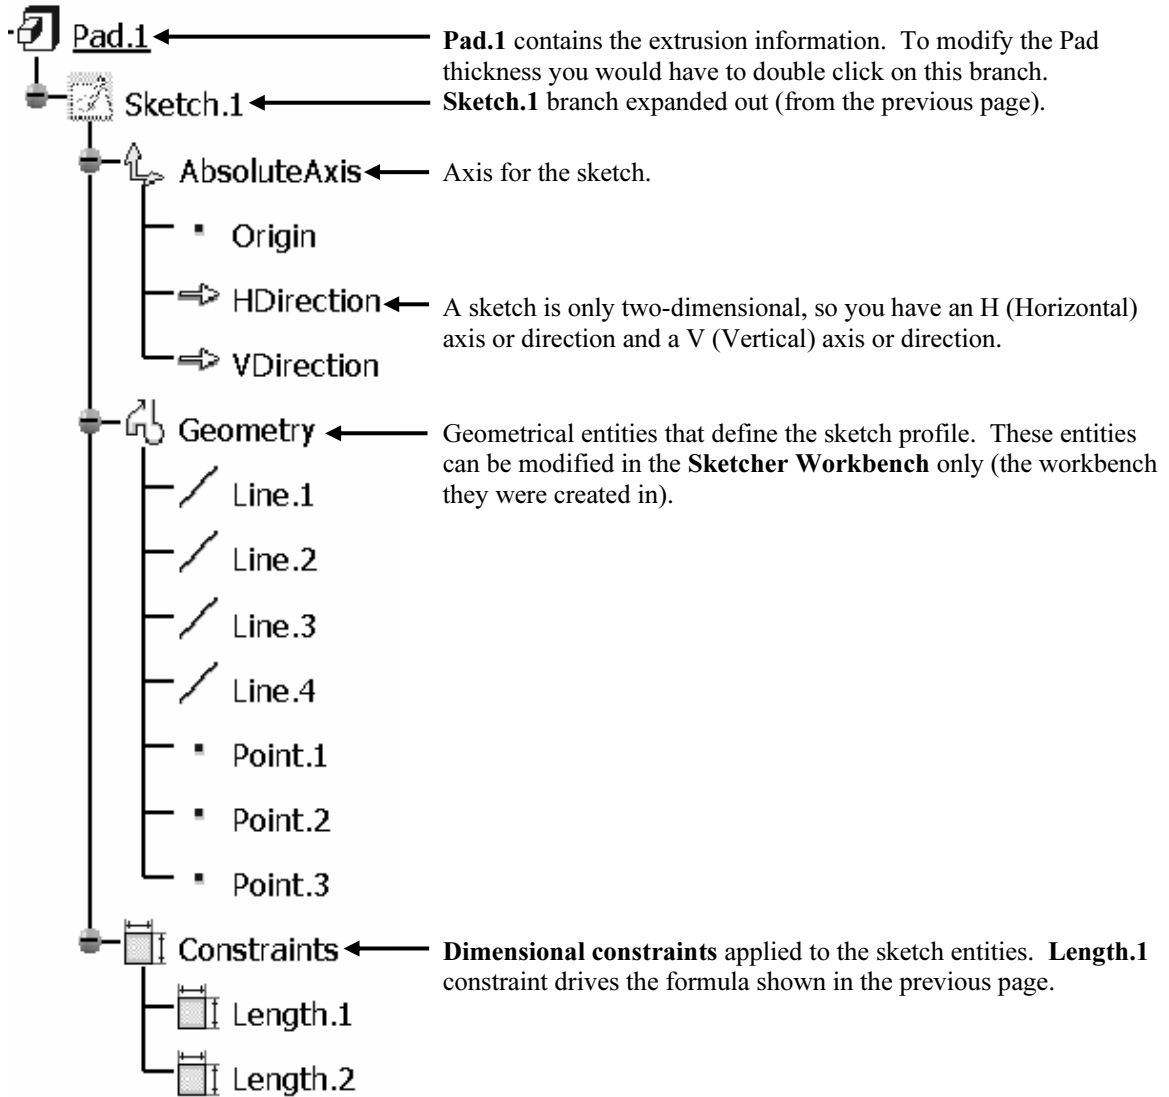 Pad.1
Pad.1 contains the extrusion information. To modify the Pad
thickness you would have to double click on this branch.
Sketch.1
Sketch.1 branch expanded out (from the previous page).
AbsoluteAxis
Axis for the sketch.
Origin
HDirection
A sketch is only two-dimensional, so you have an H (Horizontal)
axis or direction and a V (Vertical) axis or direction.
VDirection
Geometry
Geometrical entities that define the sketch profile. These entities
can be modified in the Sketcher Workbench only (the workbench
they were created in).
Line.1
Line.2
Line.3
Line.4
Point.1
Point.2
Point.3
Constraints
Dimensional constraints applied to the sketch entities. Length.1
constraint drives the formula shown in the previous page.
Length.1
Length.2